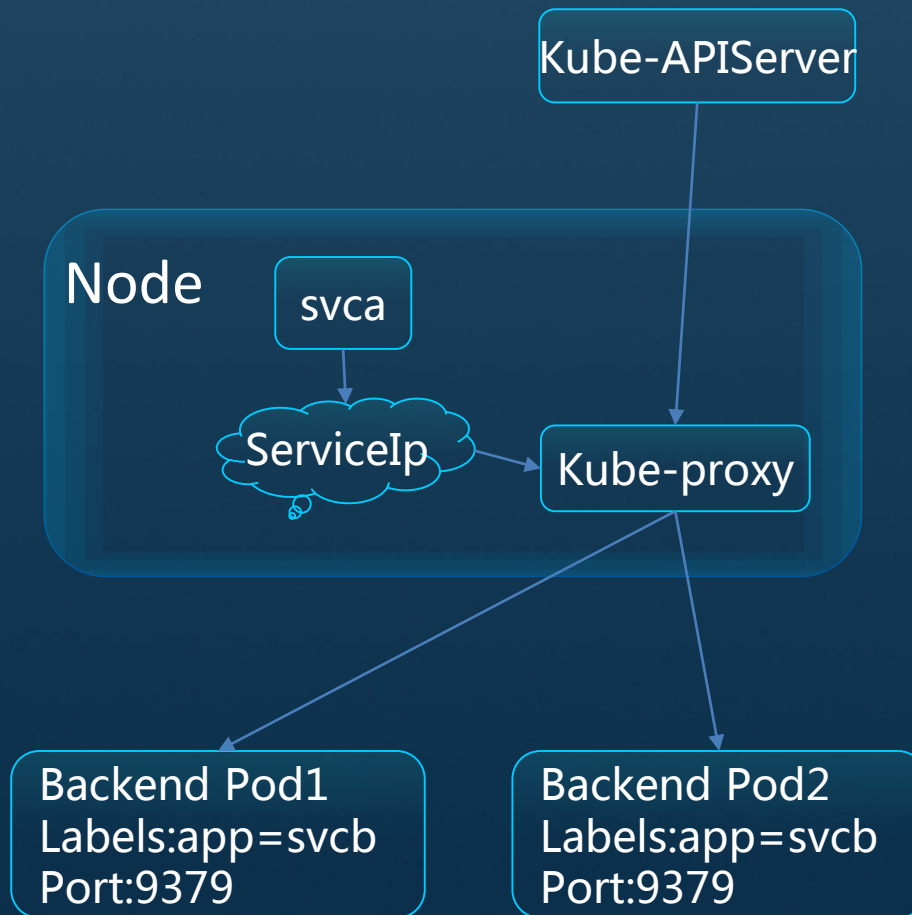 Kube-APIServer
Node
svca
ServiceIp
Kube-proxy
Backend Pod1
Labels:app=svcb
Port:9379
Backend Pod2
Labels:app=svcb
Port:9379